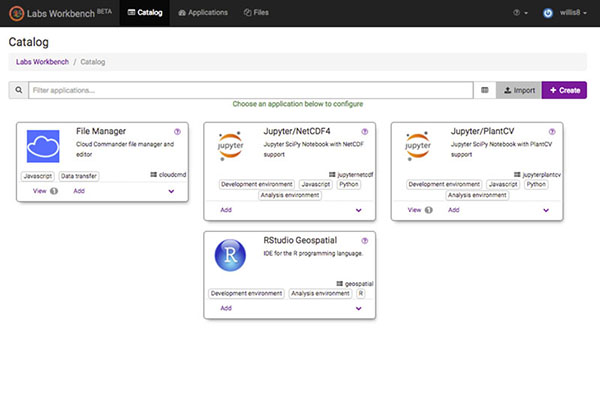 Labs Workbench BETA Catalog Applications Files ? willis8
Catalog
Labs Workbench / Catalog
Filter applications... Import + Create
Choose an application below to configure
File Manager ?
Cloud Commander file manager and
editor
cloudcmd
Javascript Data transfer
View 1 Add
jupyter
Jupyter/NetCDF4 ?
Jupyter SciPy Notebook with NetCDF
support
jupyternetcdf
Development environment Javascript Python
Analysis environment
Add
jupyter
Jupyter/PlantCV ?
Jupyter SciPy Notebook with PlantCV
support
jupyterplantcv
Development environment Javascript Python
Analysis environment
View 1 Add
R
RStudio Geospatial ?
IDE for the R programming language.
geospatial
Development environment Analysis environment R
Add